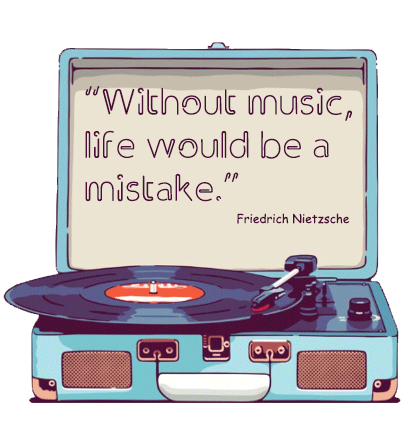 “Without music,
life would be a
mistake.”
Friedrich Nietzsche